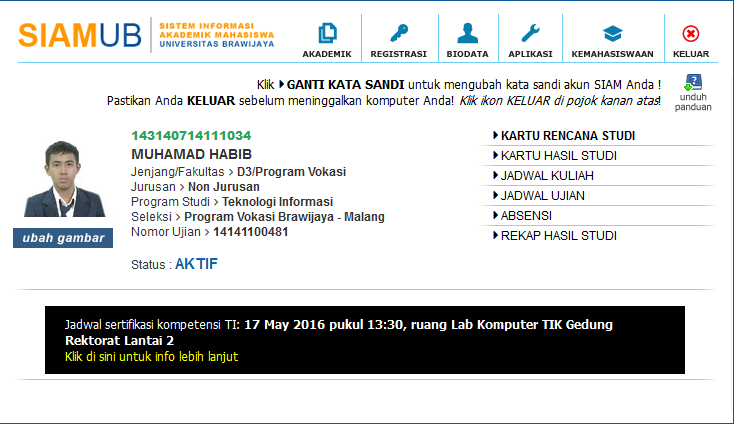 SIAMUB
SISTEM INFORMASI
AKADEMIK MAHASISWA
UNIVERSITAS BRAWIJAYA
AKADEMIK
REGISTRASI
BIODATA
APLIKASI
KEMAHASISWAAN
KELUAR
Klik GANTI KATA SANDI untuk mengubah kata sandi akun SIAM Anda !
Pastikan Anda KELUAR sebelum meninggalkan komputer Anda! Klik ikon KELUAR di pojok kanan atas!
unduh
panduan
143140714111034
MUHAMAD HABIB
Jenjang/Fakultas > D3/Program Vokasi
Jurusan > Non Jurusan
Program Studi > Teknologi Informasi
Seleksi > Program Vokasi Brawijaya - Malang
Nomor Ujian > 14141100481
Status : AKTIF
ubah gambar
KARTU RENCANA STUDI
KARTU HASIL STUDI
JADWAL KULIAH
JADWAL UJIAN
ABSENSI
REKAP HASIL STUDI
Jadwal sertifikasi kompetensi TI: 17 May 2016 pukul 13:30, ruang Lab Komputer TIK Gedung
Rektorat Lantai 2
Klik di sini untuk info lebih lanjut